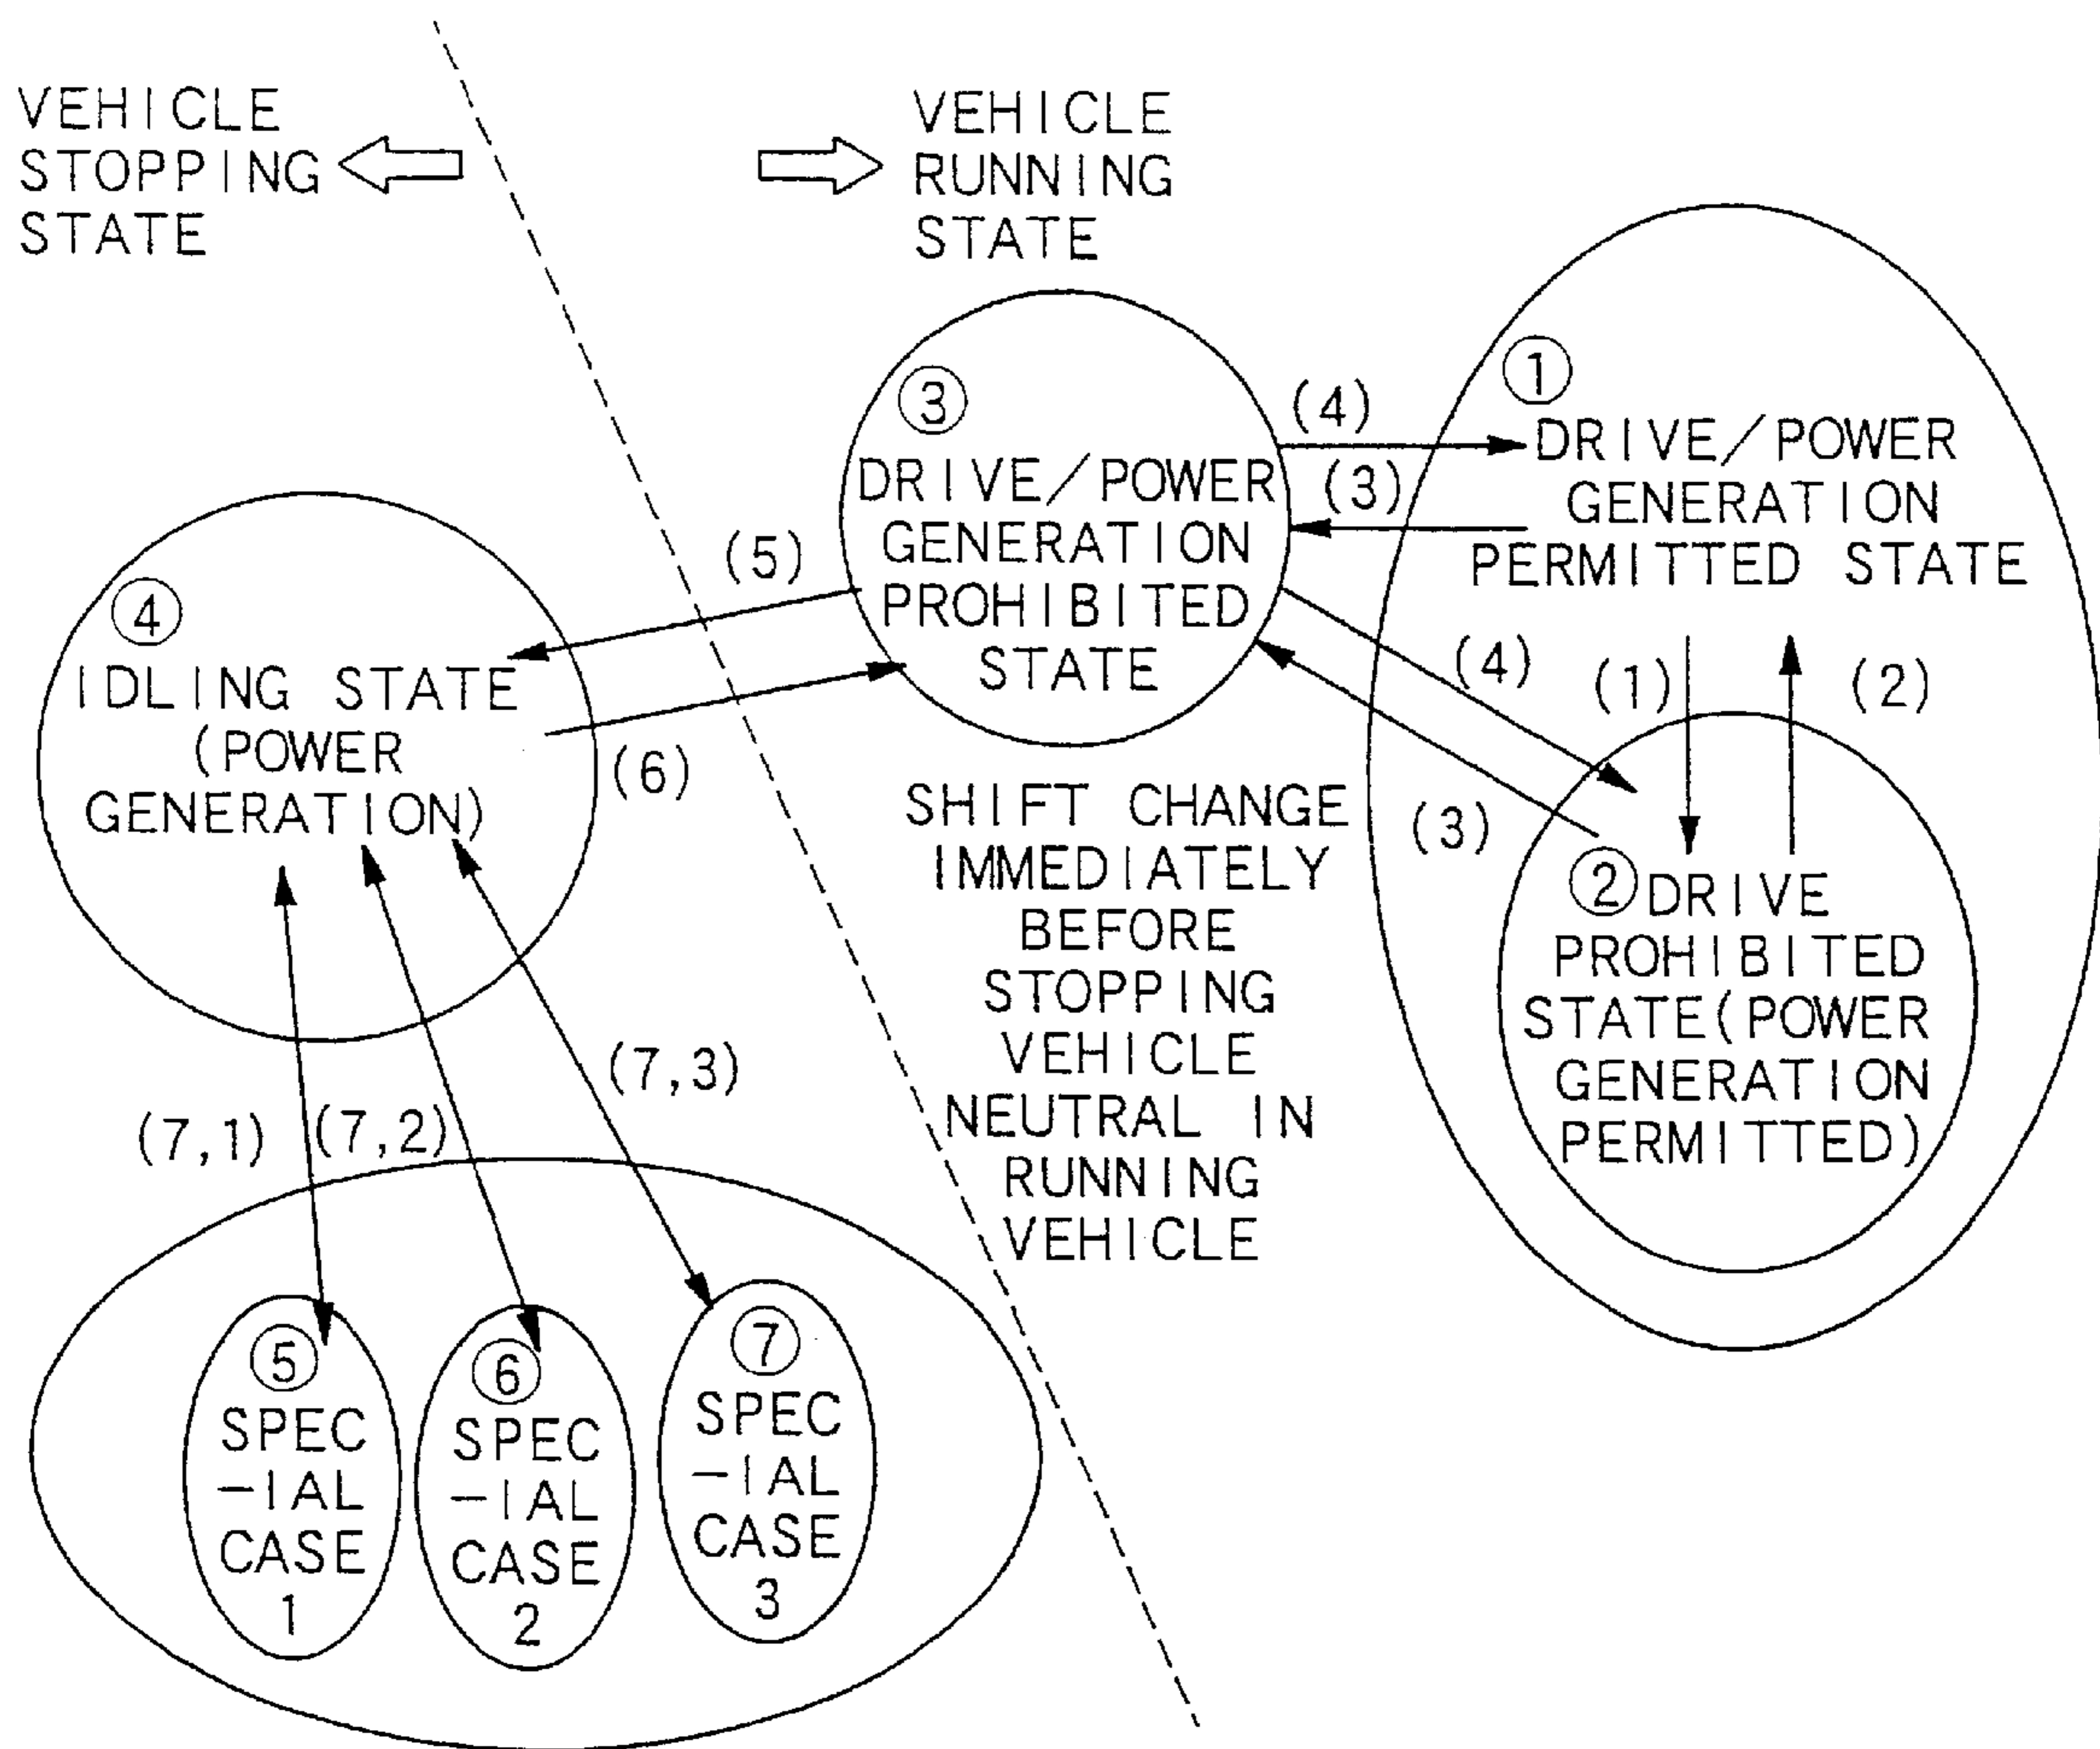 VEHICLE
STOPPING
STATE
VEHICLE
RUNNING
STATE
①
DRIVE/POWER
GENERATION
PERMITTED STATE
③
DRIVE/POWER
GENERATION
PROHIBITED
STATE
(4)
(3)
(5)
(6)
(4)
(3)
(1)
(2)
④
IDLING STATE
(POWER
GENERATION)
SHIFT CHANGE
IMMEDIATELY
BEFORE
STOPPING
VEHICLE
NEUTRAL IN
RUNNING
VEHICLE
② DRIVE
PROHIBITED
STATE(POWER
GENERATION
PERMITTED)
(7,1)
(7,2)
(7,3)
⑤
SPEC
-IAL
CASE
1
⑥
SPEC
-IAL
CASE
2
⑦
SPEC
-IAL
CASE
3